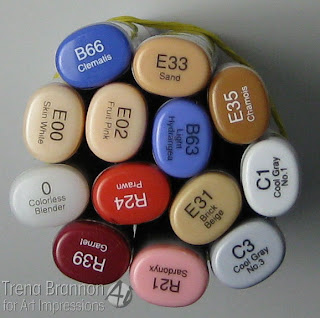 B66
Clematis
E33
Sand
E35
Chamois
E00
Skin White
E02
Fruit Pink
B63
Light
Hydrangea
C1
Cool Gray
No.1
0
Colorless
Blender
R24
Prawn
E31
Brick
Beige
C3
Cool Gray
No.3
R39
Garnet
R21
Sardonyx
Trena Brannon
for Art Impressions
AI